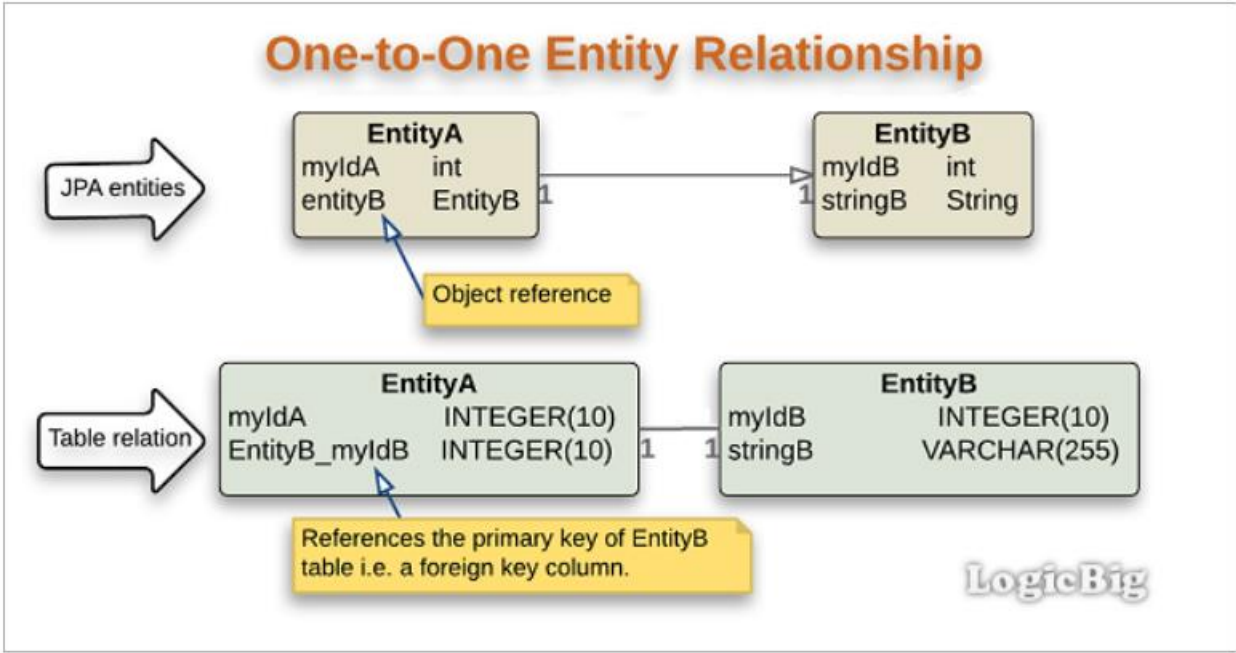 One-to-One Entity Relationship
JPA entities
EntityA
myIdA int
entityB EntityB
1
1
EntityB
myIdB int
stringB String
Object reference
Table relation
EntityA
myIdA INTEGER(10)
EntityB_myIdB INTEGER(10)
1
1
EntityB
myIdB INTEGER(10)
stringB VARCHAR(255)
References the primary key of EntityB
table i.e. a foreign key column.
LogicBig